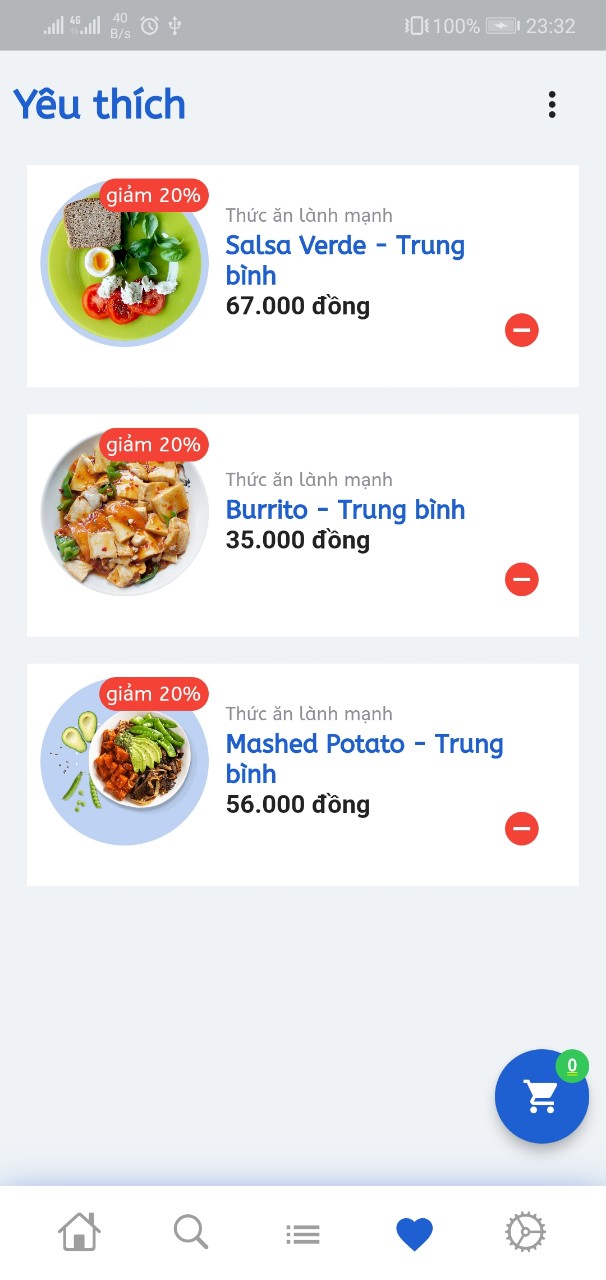 4G 40 B/s 100% 23:32
Yêu thích
giảm 20%
Thức ăn lành mạnh
Salsa Verde - Trung
bình
67.000 đồng
giảm 20%
Thức ăn lành mạnh
Burrito - Trung bình
35.000 đồng
giảm 20%
Thức ăn lành mạnh
Mashed Potato - Trung
bình
56.000 đồng
0